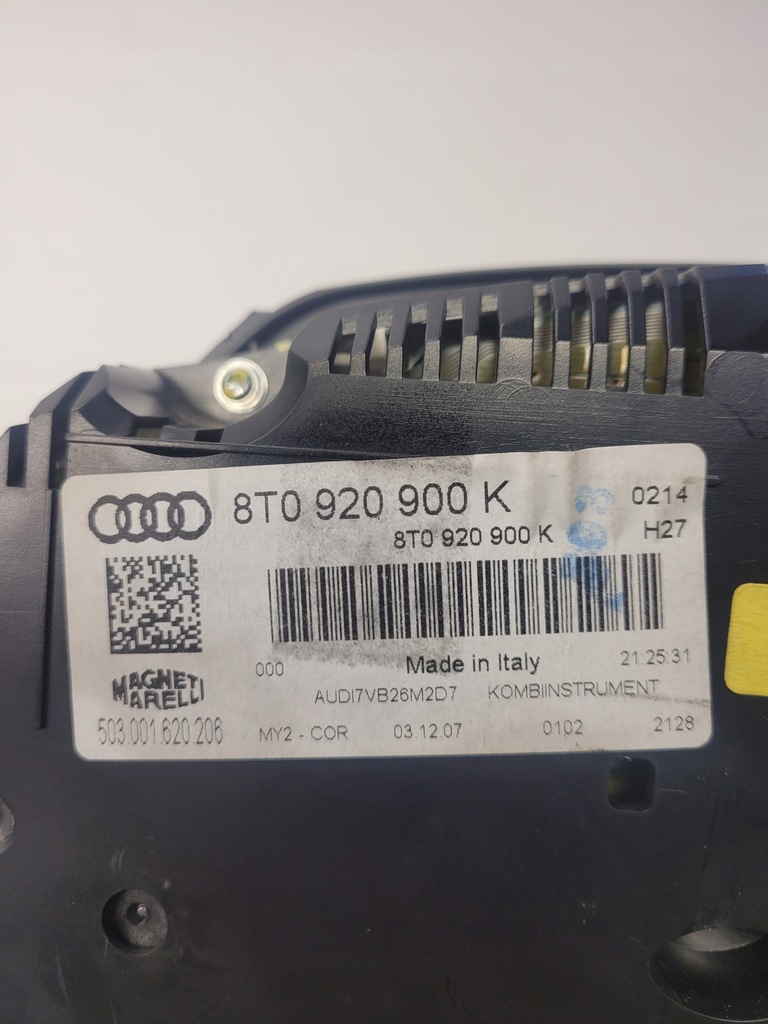 8T0 920 900 K
0214
8T0 920 900 K
H27
000
Made in Italy
21:25:31
MAGNETI
MARELLI
AUDI7VB26M2D7 KOMBIINSTRUMENT
503.001.620.206
MY2 - COR 03.12.07 0102 2128